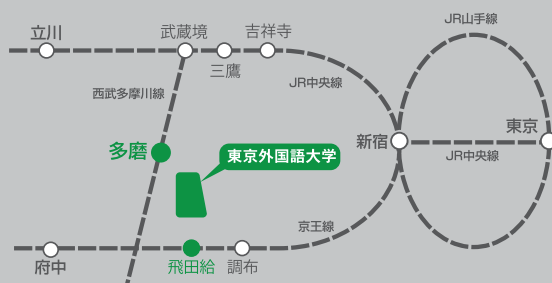 JR山手線
立川
武蔵境
吉祥寺
三鷹
JR中央線
西武多摩川線
多磨
東京外国語大学
新宿
東京
JR中央線
京王線
府中
飛田給
調布